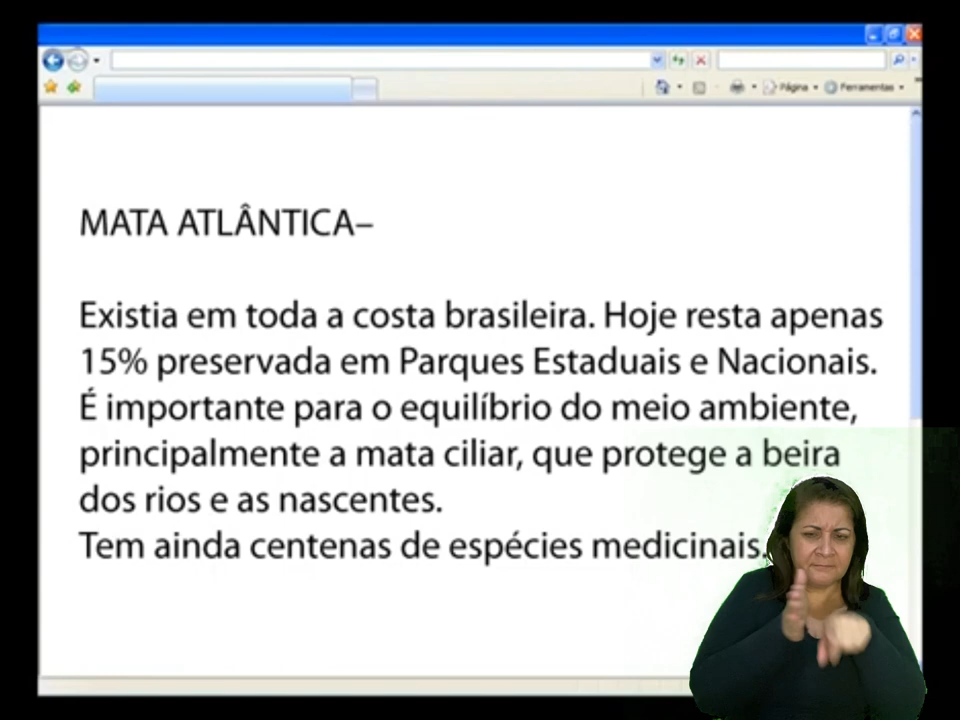 Página
Ferramentas
MATA ATLÂNTICA–
Existia em toda a costa brasileira. Hoje resta apenas
15% preservada em Parques Estaduais e Nacionais.
É importante para o equilíbrio do meio ambiente,
principalmente a mata ciliar, que protege a beira
dos rios e as nascentes.
Tem ainda centenas de espécies medicinais.